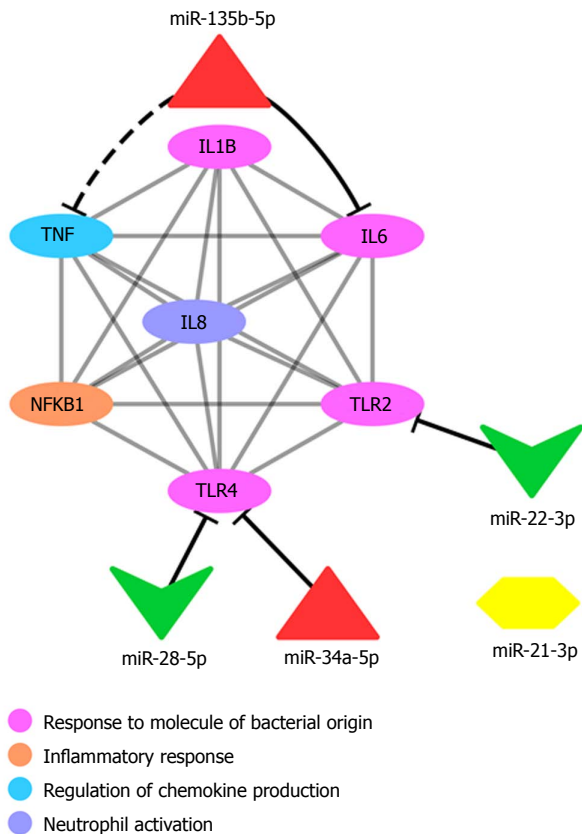 miR-135b-5p
IL1B
TNF
IL6
IL8
NFKB1
TLR2
TLR4
miR-22-3p
miR-28-5p
miR-34a-5p
miR-21-3p
Response to molecule of bacterial origin
Inflammatory response
Regulation of chemokine production
Neutrophil activation